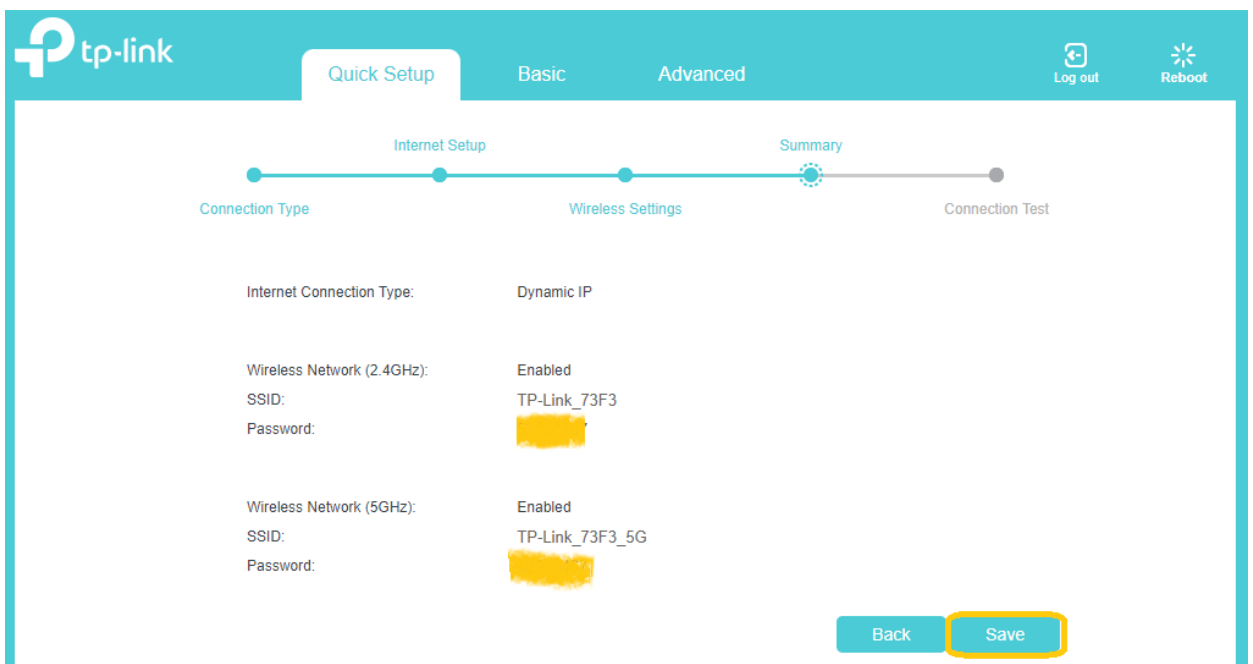 tp-link
Quick Setup Basic Advanced
Log out Reboot
Internet Setup Summary
Connection Type Wireless Settings Connection Test
Internet Connection Type: Dynamic IP
Wireless Network (2.4GHz): Enabled
SSID: TP-Link_73F3
Password:
Wireless Network (5GHz): Enabled
SSID: TP-Link_73F3_5G
Password:
Back Save